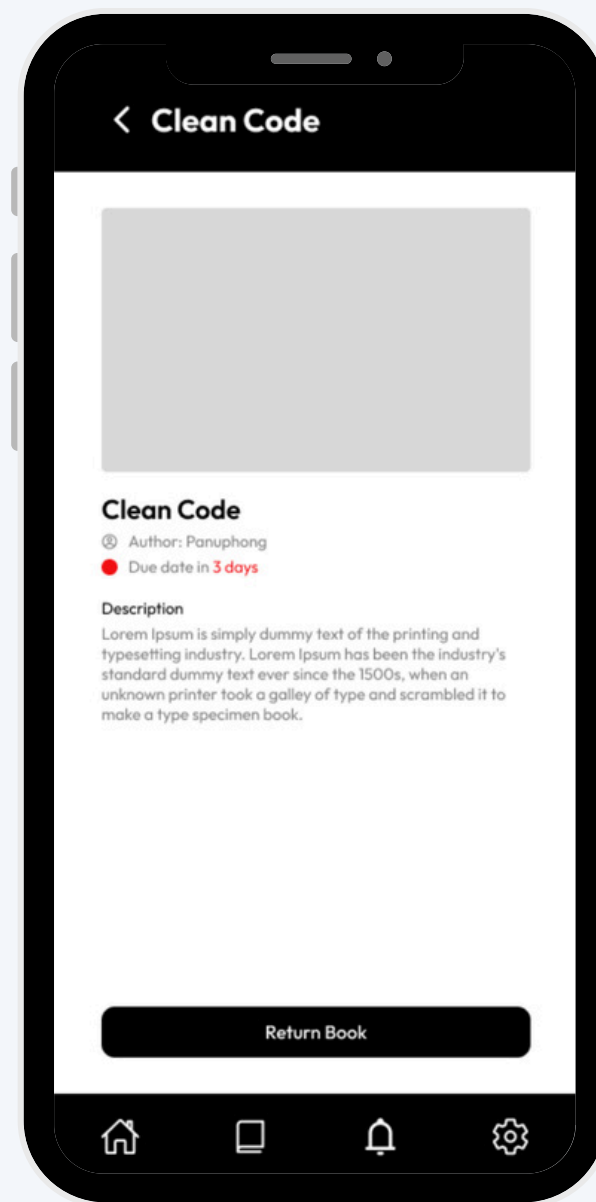 Clean Code
Clean Code
Author: Panuphong
Due date in 3 days
Description
Lorem Ipsum is simply dummy text of the printing and
typesetting industry. Lorem Ipsum has been the industry's
standard dummy text ever since the 1500s, when an
unknown printer took a galley of type and scrambled it to
make a type specimen book.
Return Book